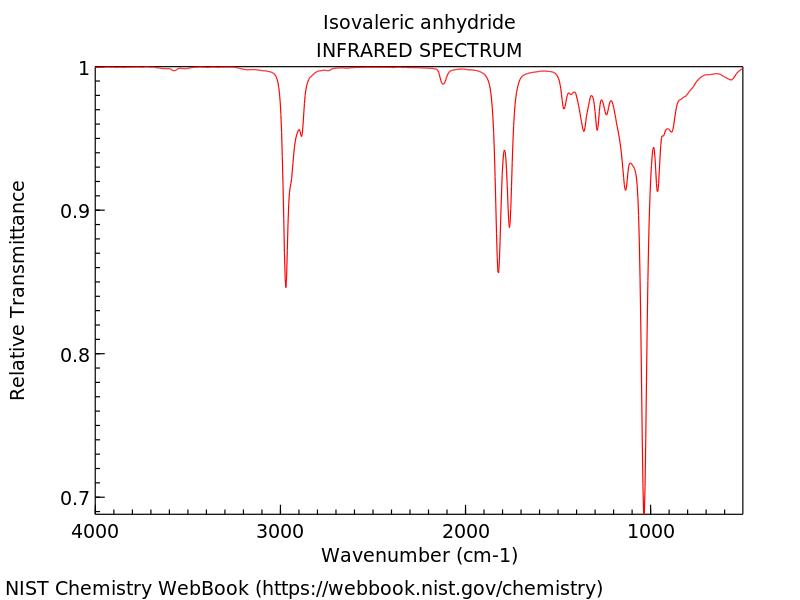 Isovaleric anhydride
INFRARED SPECTRUM
1
0.9
0.8
0.7
Relative Transmittance
4000 3000 2000 1000
Wavenumber (cm-1)
NIST Chemistry WebBook (https://webbook.nist.gov/chemistry)